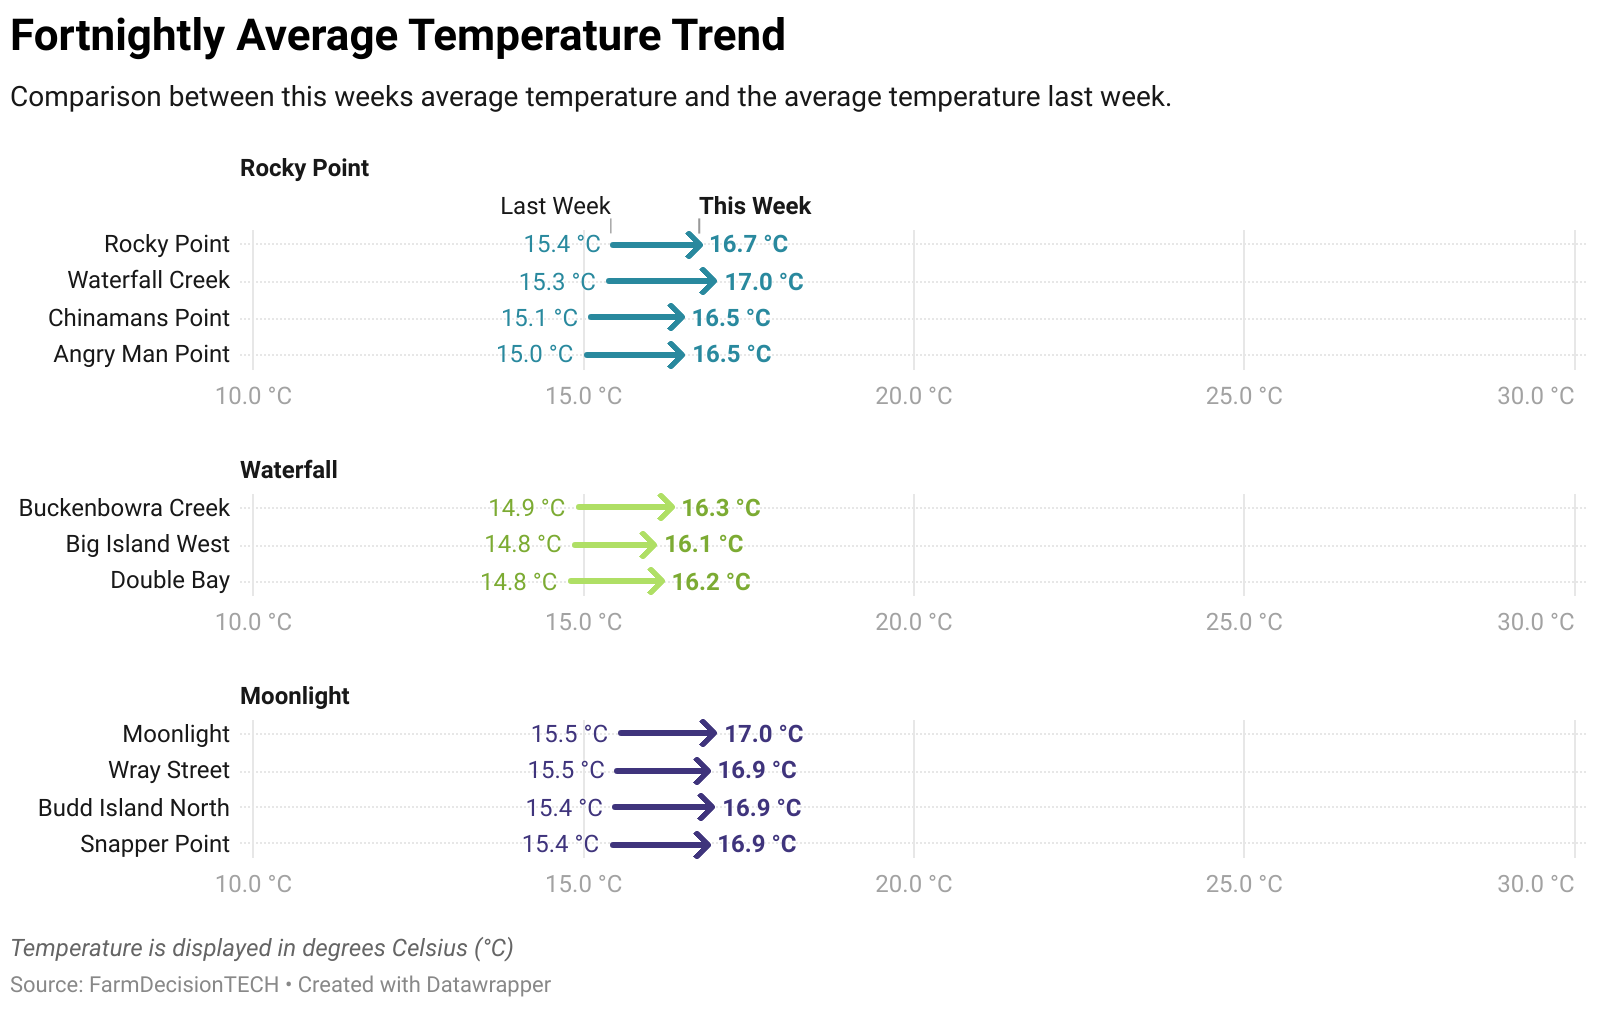 Fortnightly Average Temperature Trend
Comparison between this weeks average temperature and the average temperature last week.
Rocky Point
Last Week This Week
Rocky Point 15.4 °C 16.7 °C
Waterfall Creek 15.3 °C 17.0 °C
Chinamans Point 15.1 °C 16.5 °C
Angry Man Point 15.0 °C 16.5 °C
10.0 °C 15.0 °C 20.0 °C 25.0 °C 30.0 °C
Waterfall
Buckenbowra Creek 14.9 °C 16.3 °C
Big Island West 14.8 °C 16.1 °C
Double Bay 14.8 °C 16.2 °C
10.0 °C 15.0 °C 20.0 °C 25.0 °C 30.0 °C
Moonlight
Moonlight 15.5 °C 17.0 °C
Wray Street 15.5 °C 16.9 °C
Budd Island North 15.4 °C 16.9 °C
Snapper Point 15.4 °C 16.9 °C
10.0 °C 15.0 °C 20.0 °C 25.0 °C 30.0 °C
Temperature is displayed in degrees Celsius (°C)
Source: FarmDecisionTECH • Created with Datawrapper